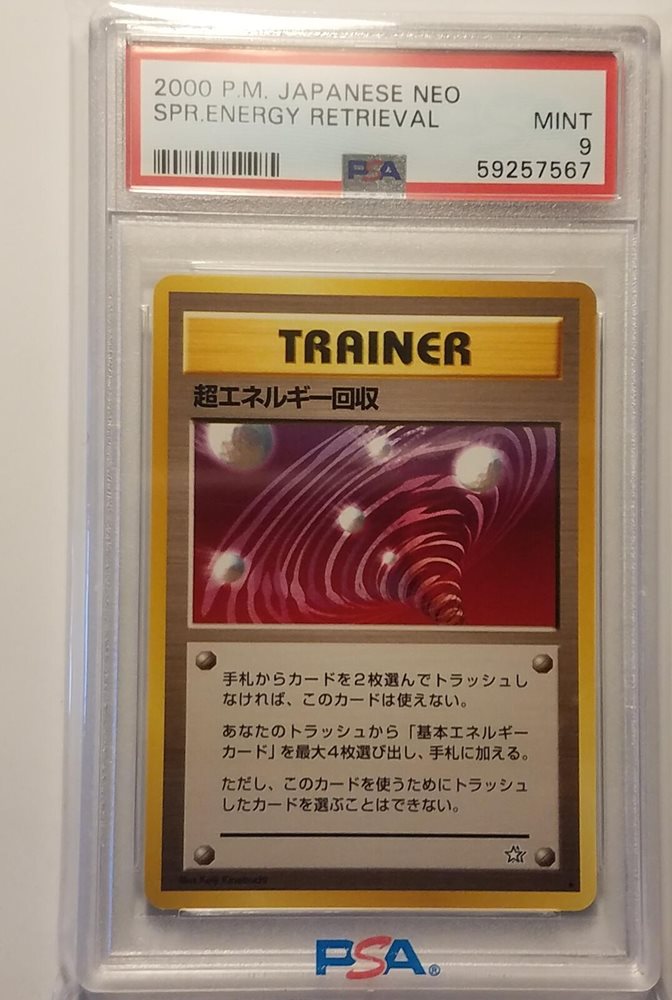 2000 P.M. JAPANESE NEO
SPR.ENERGY RETRIEVAL
MINT
9
PSA
59257567
TRAINER
超エネルギー回収
手札からカードを2枚選んでトラッシュし
なければ、このカードは使えない。
あなたのトラッシュから「基本エネルギー
カード」を最大4枚選び出し、手札に加える。
ただし、このカードを使うためにトラッシュ
したカードを選ぶことはできない。
Illus. Keiji Kinebuchi
PSA®